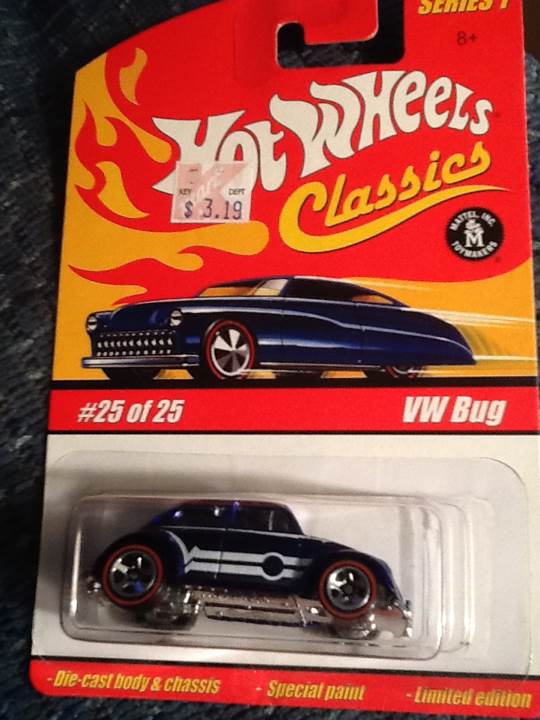 SERIES 1
8+
HOT WHEELS
Classics
KEY DEPT
$ 3.19
MATTEL, INC.
M
TOYMAKERS
#25 of 25
VW Bug
- Die-cast body & chassis - Special paint - Limited edition